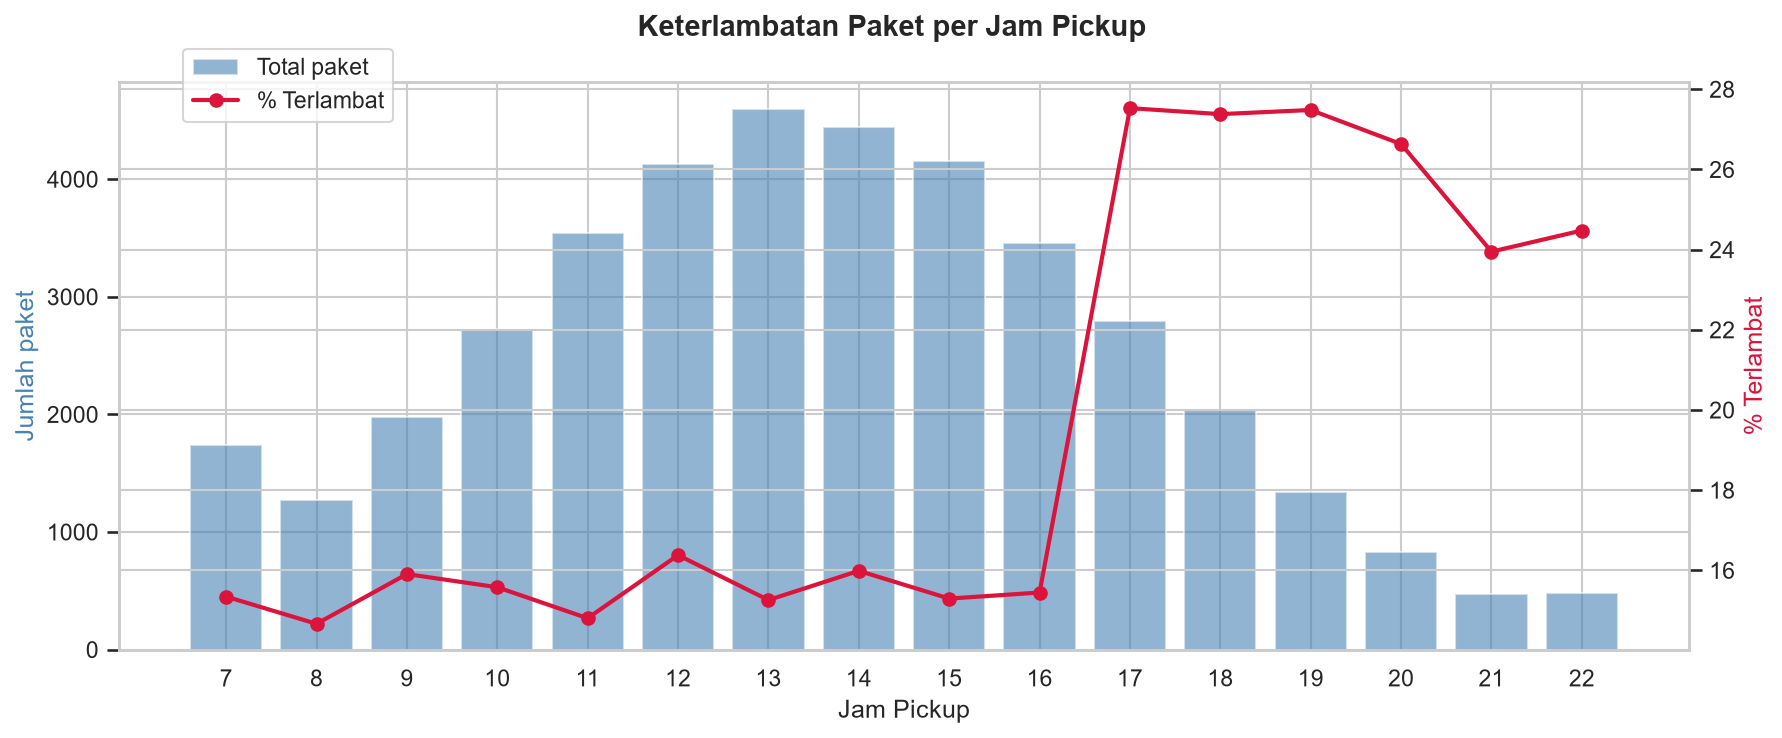 Keterlambatan Paket per Jam Pickup
Total paket
% Terlambat
Jumlah paket
4000
3000
2000
1000
0
28
26
24
22
20
18
16
% Terlambat
7 8 9 10 11 12 13 14 15 16 17 18 19 20 21 22
Jam Pickup